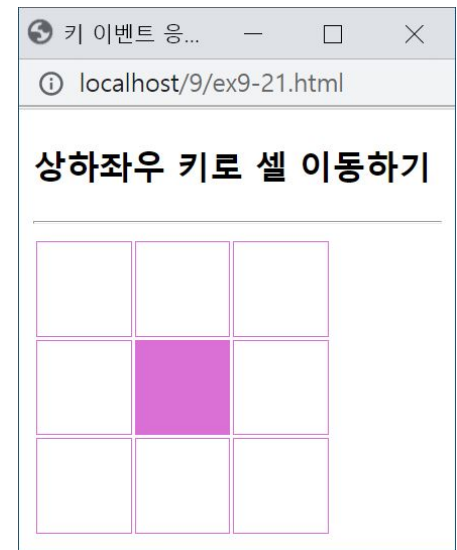 키 이벤트 응...
localhost/9/ex9-21.html
상하좌우 키로 셀 이동하기